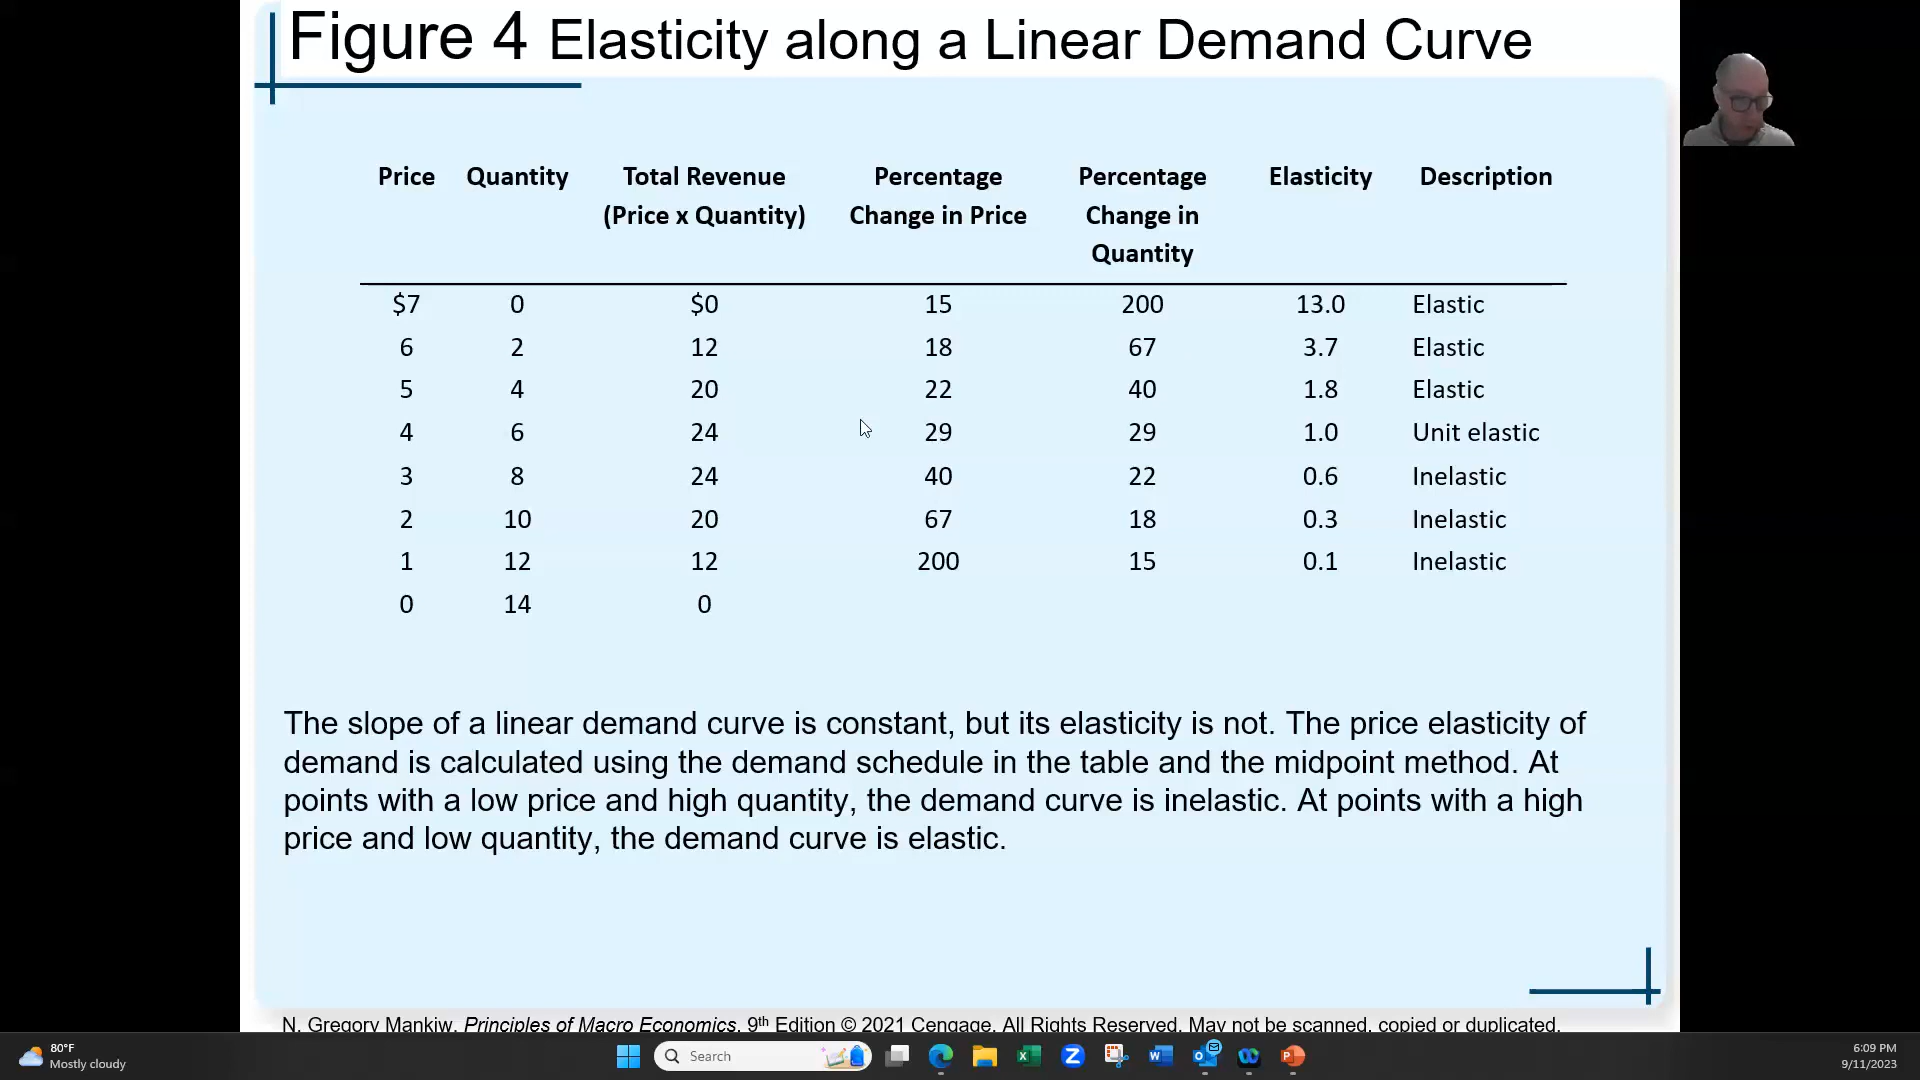 Figure 4 Elasticity along a Linear Demand Curve
Price Quantity Total Revenue (Price x Quantity) Percentage Change in Price Percentage Change in Quantity Elasticity Description
$7 0 $0 15 200 13.0 Elastic
6 2 12 18 67 3.7 Elastic
5 4 20 22 40 1.8 Elastic
4 6 24 29 29 1.0 Unit elastic
3 8 24 40 22 0.6 Inelastic
2 10 20 67 18 0.3 Inelastic
1 12 12 200 15 0.1 Inelastic
0 14 0
The slope of a linear demand curve is constant, but its elasticity is not. The price elasticity of
demand is calculated using the demand schedule in the table and the midpoint method. At
points with a low price and high quantity, the demand curve is inelastic. At points with a high
price and low quantity, the demand curve is elastic.
N. Gregory Mankiw, Principles of Macro Economics, 9th Edition © 2021 Cengage. All Rights Reserved. May not be scanned, copied or duplicated,
80°F
Mostly cloudy
Search
6:09 PM
9/11/2023